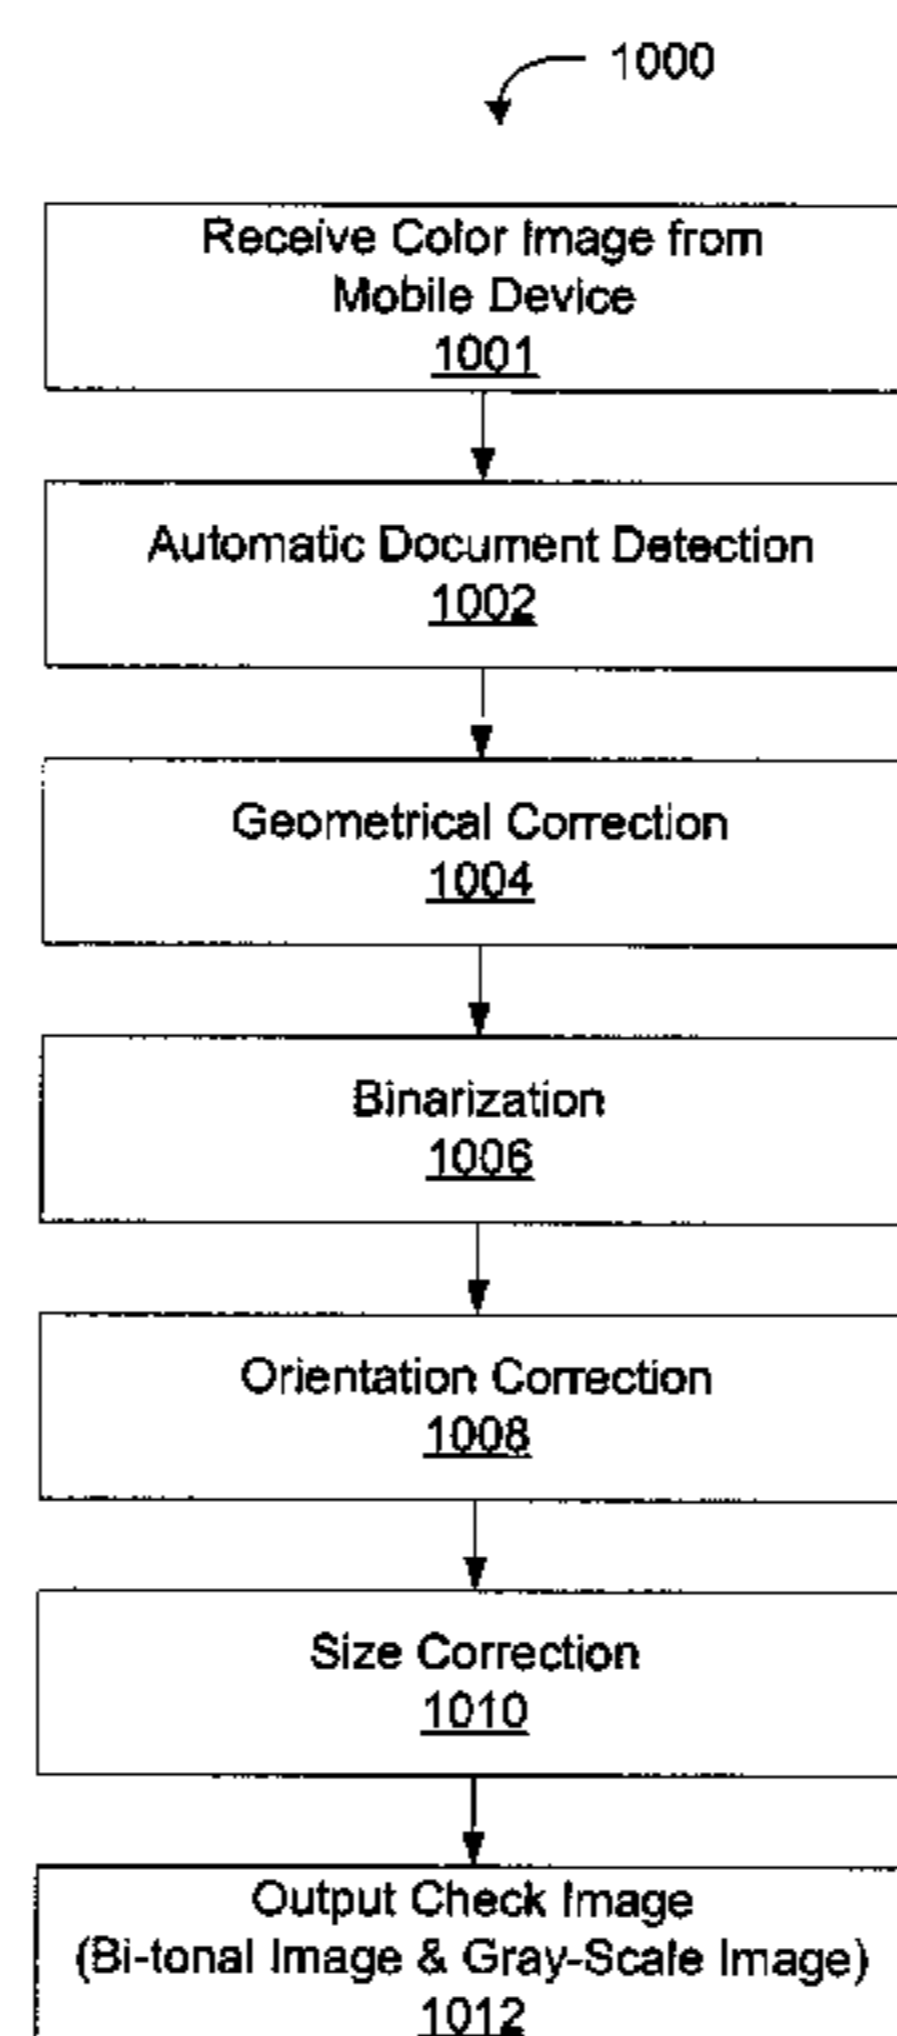 1000
Receive Color Image from
Mobile Device
1001
Automatic Document Detection
1002
Geometrical Correction
1004
Binarization
1006
Orientation Correction
1008
Size Correction
1010
Output Check Image
(Bi-tonal Image & Gray-Scale Image)
1012